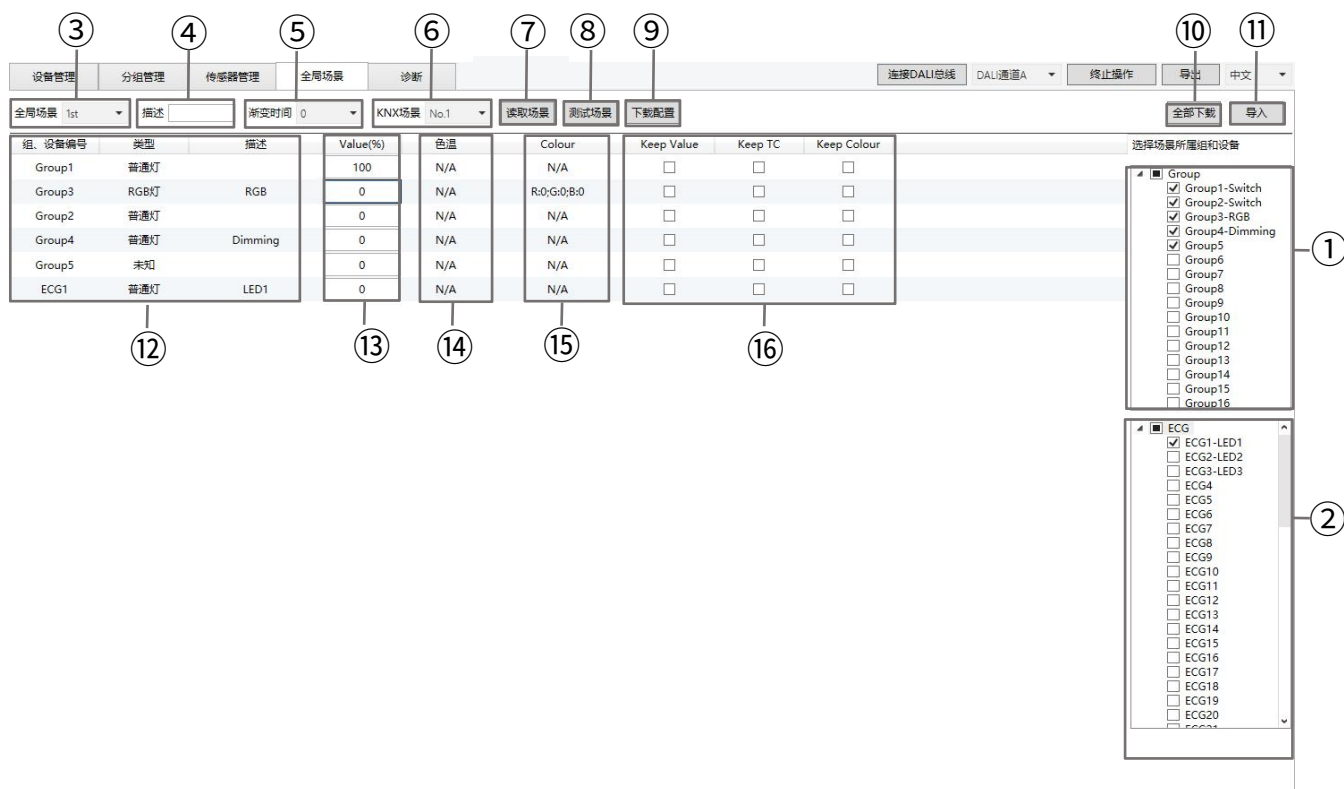 ③ ④ ⑤ ⑥ ⑦ ⑧ ⑨ ⑩ ⑪
设备管理 分组管理 传感器管理 全局场景 诊断 连接DALI总线 DALI通道A 终止操作 导出 中文
全局场景 1st 描述 渐变时间 0 KNX场景 No.1 读取场景 测试场景 下载配置 全部下载 导入
组、设备编号 类型 描述 Value(%) 色温 Colour Keep Value Keep TC Keep Colour 选择场景所属组和设备
Group1 普通灯 100 N/A N/A
Group3 RGB灯 RGB 0 N/A R:0;G:0;B:0
Group2 普通灯 0 N/A N/A
Group4 普通灯 Dimming 0 N/A N/A
Group5 未知 0 N/A N/A
ECG1 普通灯 LED1 0 N/A N/A
⑫ ⑬ ⑭ ⑮ ⑯
Group
Group1-Switch
Group2-Switch
Group3-RGB
Group4-Dimming
Group5
Group6
Group7
Group8
Group9
Group10
Group11
Group12
Group13
Group14
Group15
Group16
①
ECG
ECG1-LED1
ECG2-LED2
ECG3-LED3
ECG4
ECG5
ECG6
ECG7
ECG8
ECG9
ECG10
ECG11
ECG12
ECG13
ECG14
ECG15
ECG16
ECG17
ECG18
ECG19
ECG20
②